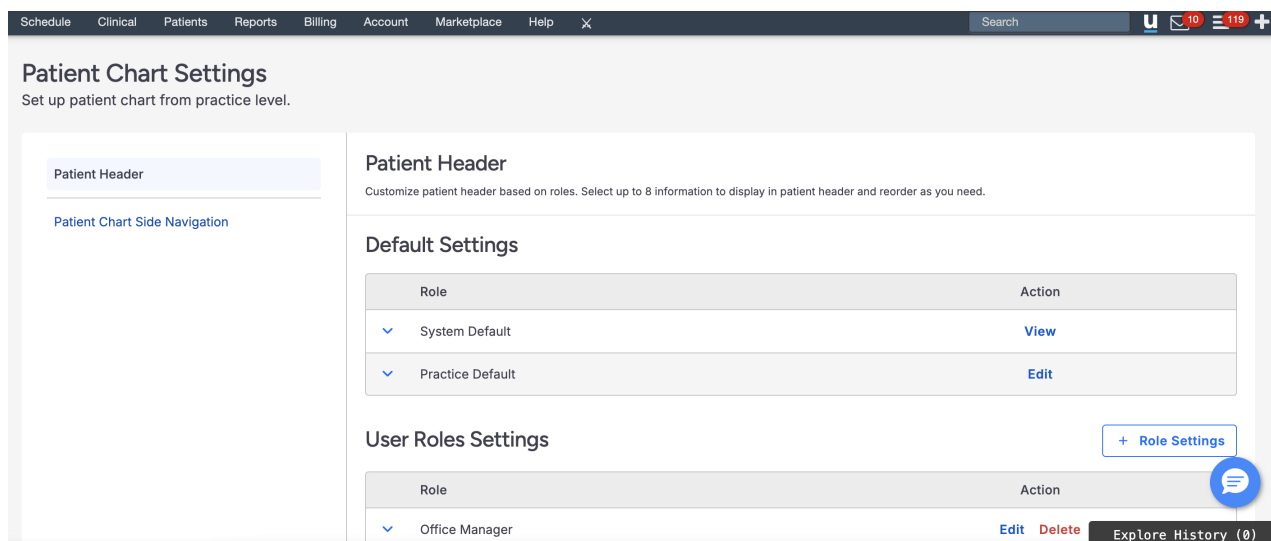 Schedule Clinical Patients Reports Billing Account Marketplace Help Search u 10 119
Patient Chart Settings
Set up patient chart from practice level.
Patient Header
Patient Chart Side Navigation
Patient Header
Customize patient header based on roles. Select up to 8 information to display in patient header and reorder as you need.
Default Settings
Role Action
System Default View
Practice Default Edit
User Roles Settings
+ Role Settings
Role Action
Office Manager Edit Delete
Explore History (0)